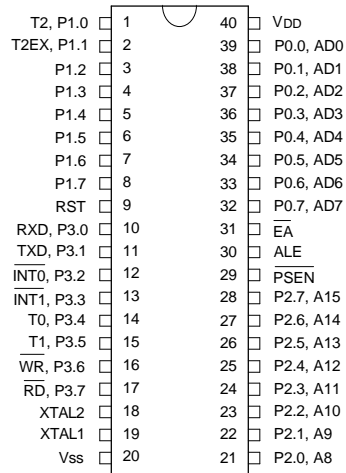 T2, P1.0 1 40 VDD
T2EX, P1.1 2 39 P0.0, AD0
P1.2 3 38 P0.1, AD1
P1.3 4 37 P0.2, AD2
P1.4 5 36 P0.3, AD3
P1.5 6 35 P0.4, AD4
P1.6 7 34 P0.5, AD5
P1.7 8 33 P0.6, AD6
RST 9 32 P0.7, AD7
RXD, P3.0 10 31 EA
TXD, P3.1 11 30 ALE
INT0, P3.2 12 29 PSEN
INT1, P3.3 13 28 P2.7, A15
T0, P3.4 14 27 P2.6, A14
T1, P3.5 15 26 P2.5, A13
WR, P3.6 16 25 P2.4, A12
RD, P3.7 17 24 P2.3, A11
XTAL2 18 23 P2.2, A10
XTAL1 19 22 P2.1, A9
Vss 20 21 P2.0, A8